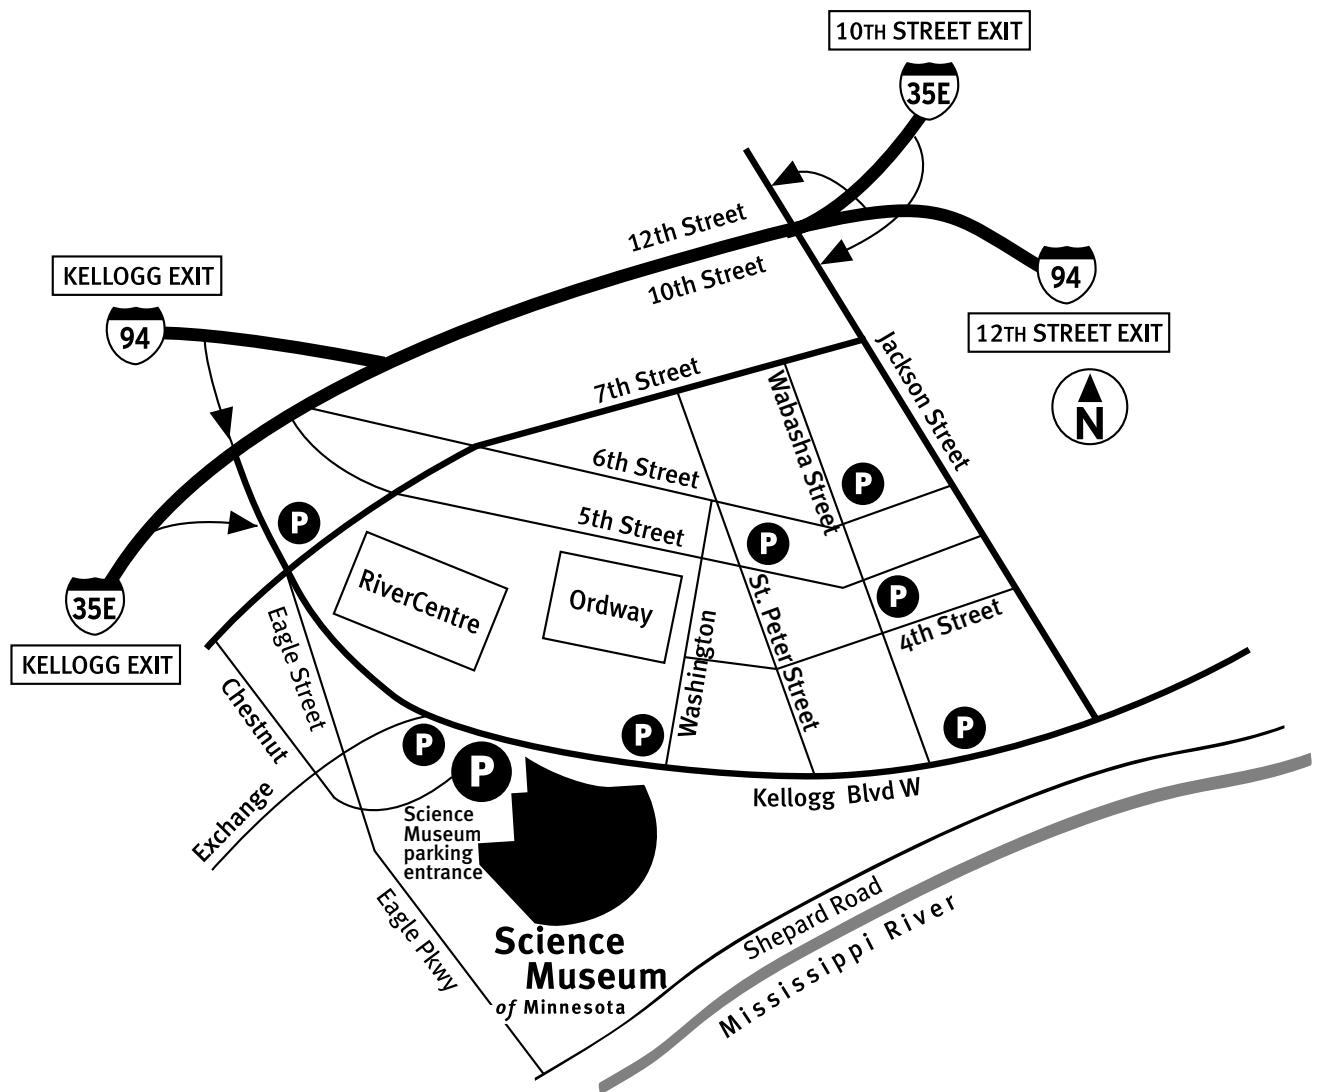 10TH STREET EXIT
35E
12th Street
10th Street
KELLOGG EXIT
94
94
12TH STREET EXIT
N
Jackson Street
7th Street
Wabasha Street
6th Street
P
5th Street
P
P
St. Peter Street
P
4th Street
35E
KELLOGG EXIT
RiverCentre
Ordway
Washington
Eagle Street
Chestnut
Exchange
P
P
P
P
Kellogg Blvd W
Science
Museum
parking
entrance
Eagle Pkwy
Science
Museum
of Minnesota
Shepard Road
Mississippi River